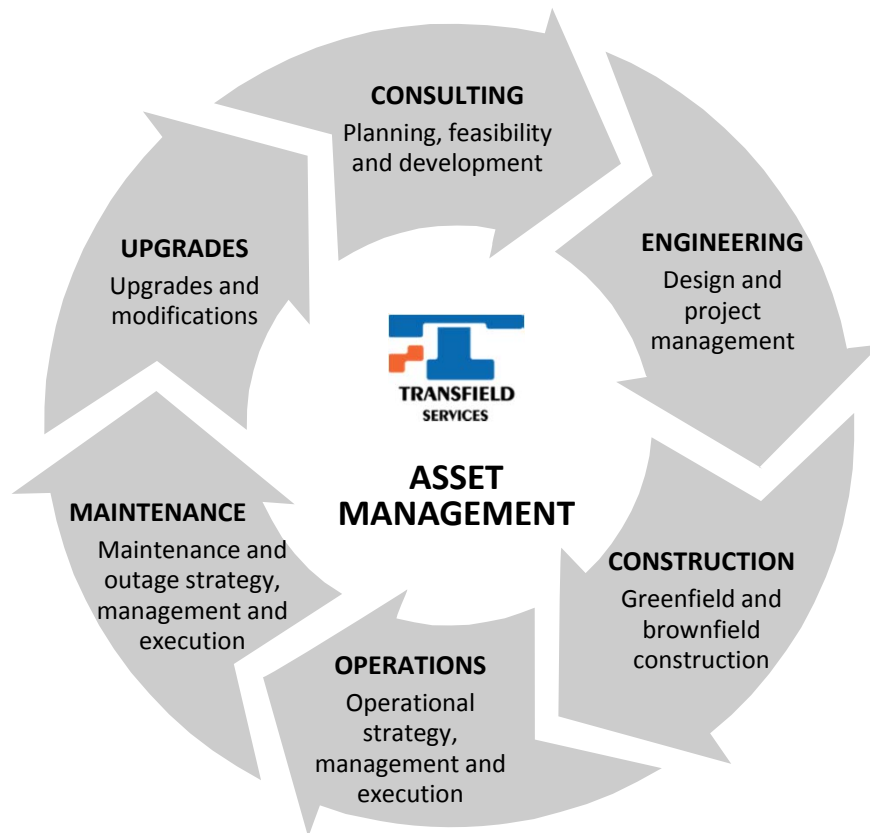 CONSULTING
Planning, feasibility
and development
ENGINEERING
Design and
project
management
CONSTRUCTION
Greenfield and
brownfield
construction
OPERATIONS
Operational
strategy,
management and
execution
MAINTENANCE
Maintenance and
outage strategy,
management and
execution
UPGRADES
Upgrades and
modifications
TRANSFIELD
SERVICES
ASSET
MANAGEMENT